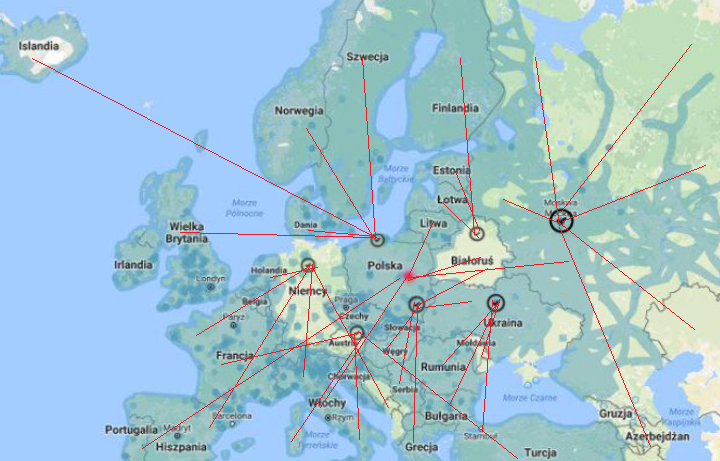 Islandia
Szwecja
Norwegia
Finlandia
Estonia
Morze
Bałtyckie
Łotwa
Moskwa
Morze
Północne
Dania
Litwa
Wielka
Brytania
Irlandia
Londyn
Holandia
Polska
Białoruś
Belgia
Niemcy
Praga
Czechy
Paryż
Słowacja
Ukraina
Austria
Węgry
Mołdawia
Francja
Rumunia
Chorwacja
Serbia
Włochy
Rzym
Bułgaria
Morze Czarne
Gruzja
Morze
Kaspijskie
Portugalia
Madryt
Barcelona
Hiszpania
Morze
Tyrreńskie
Grecja
Stambuł
Turcja
Azerbejdżan